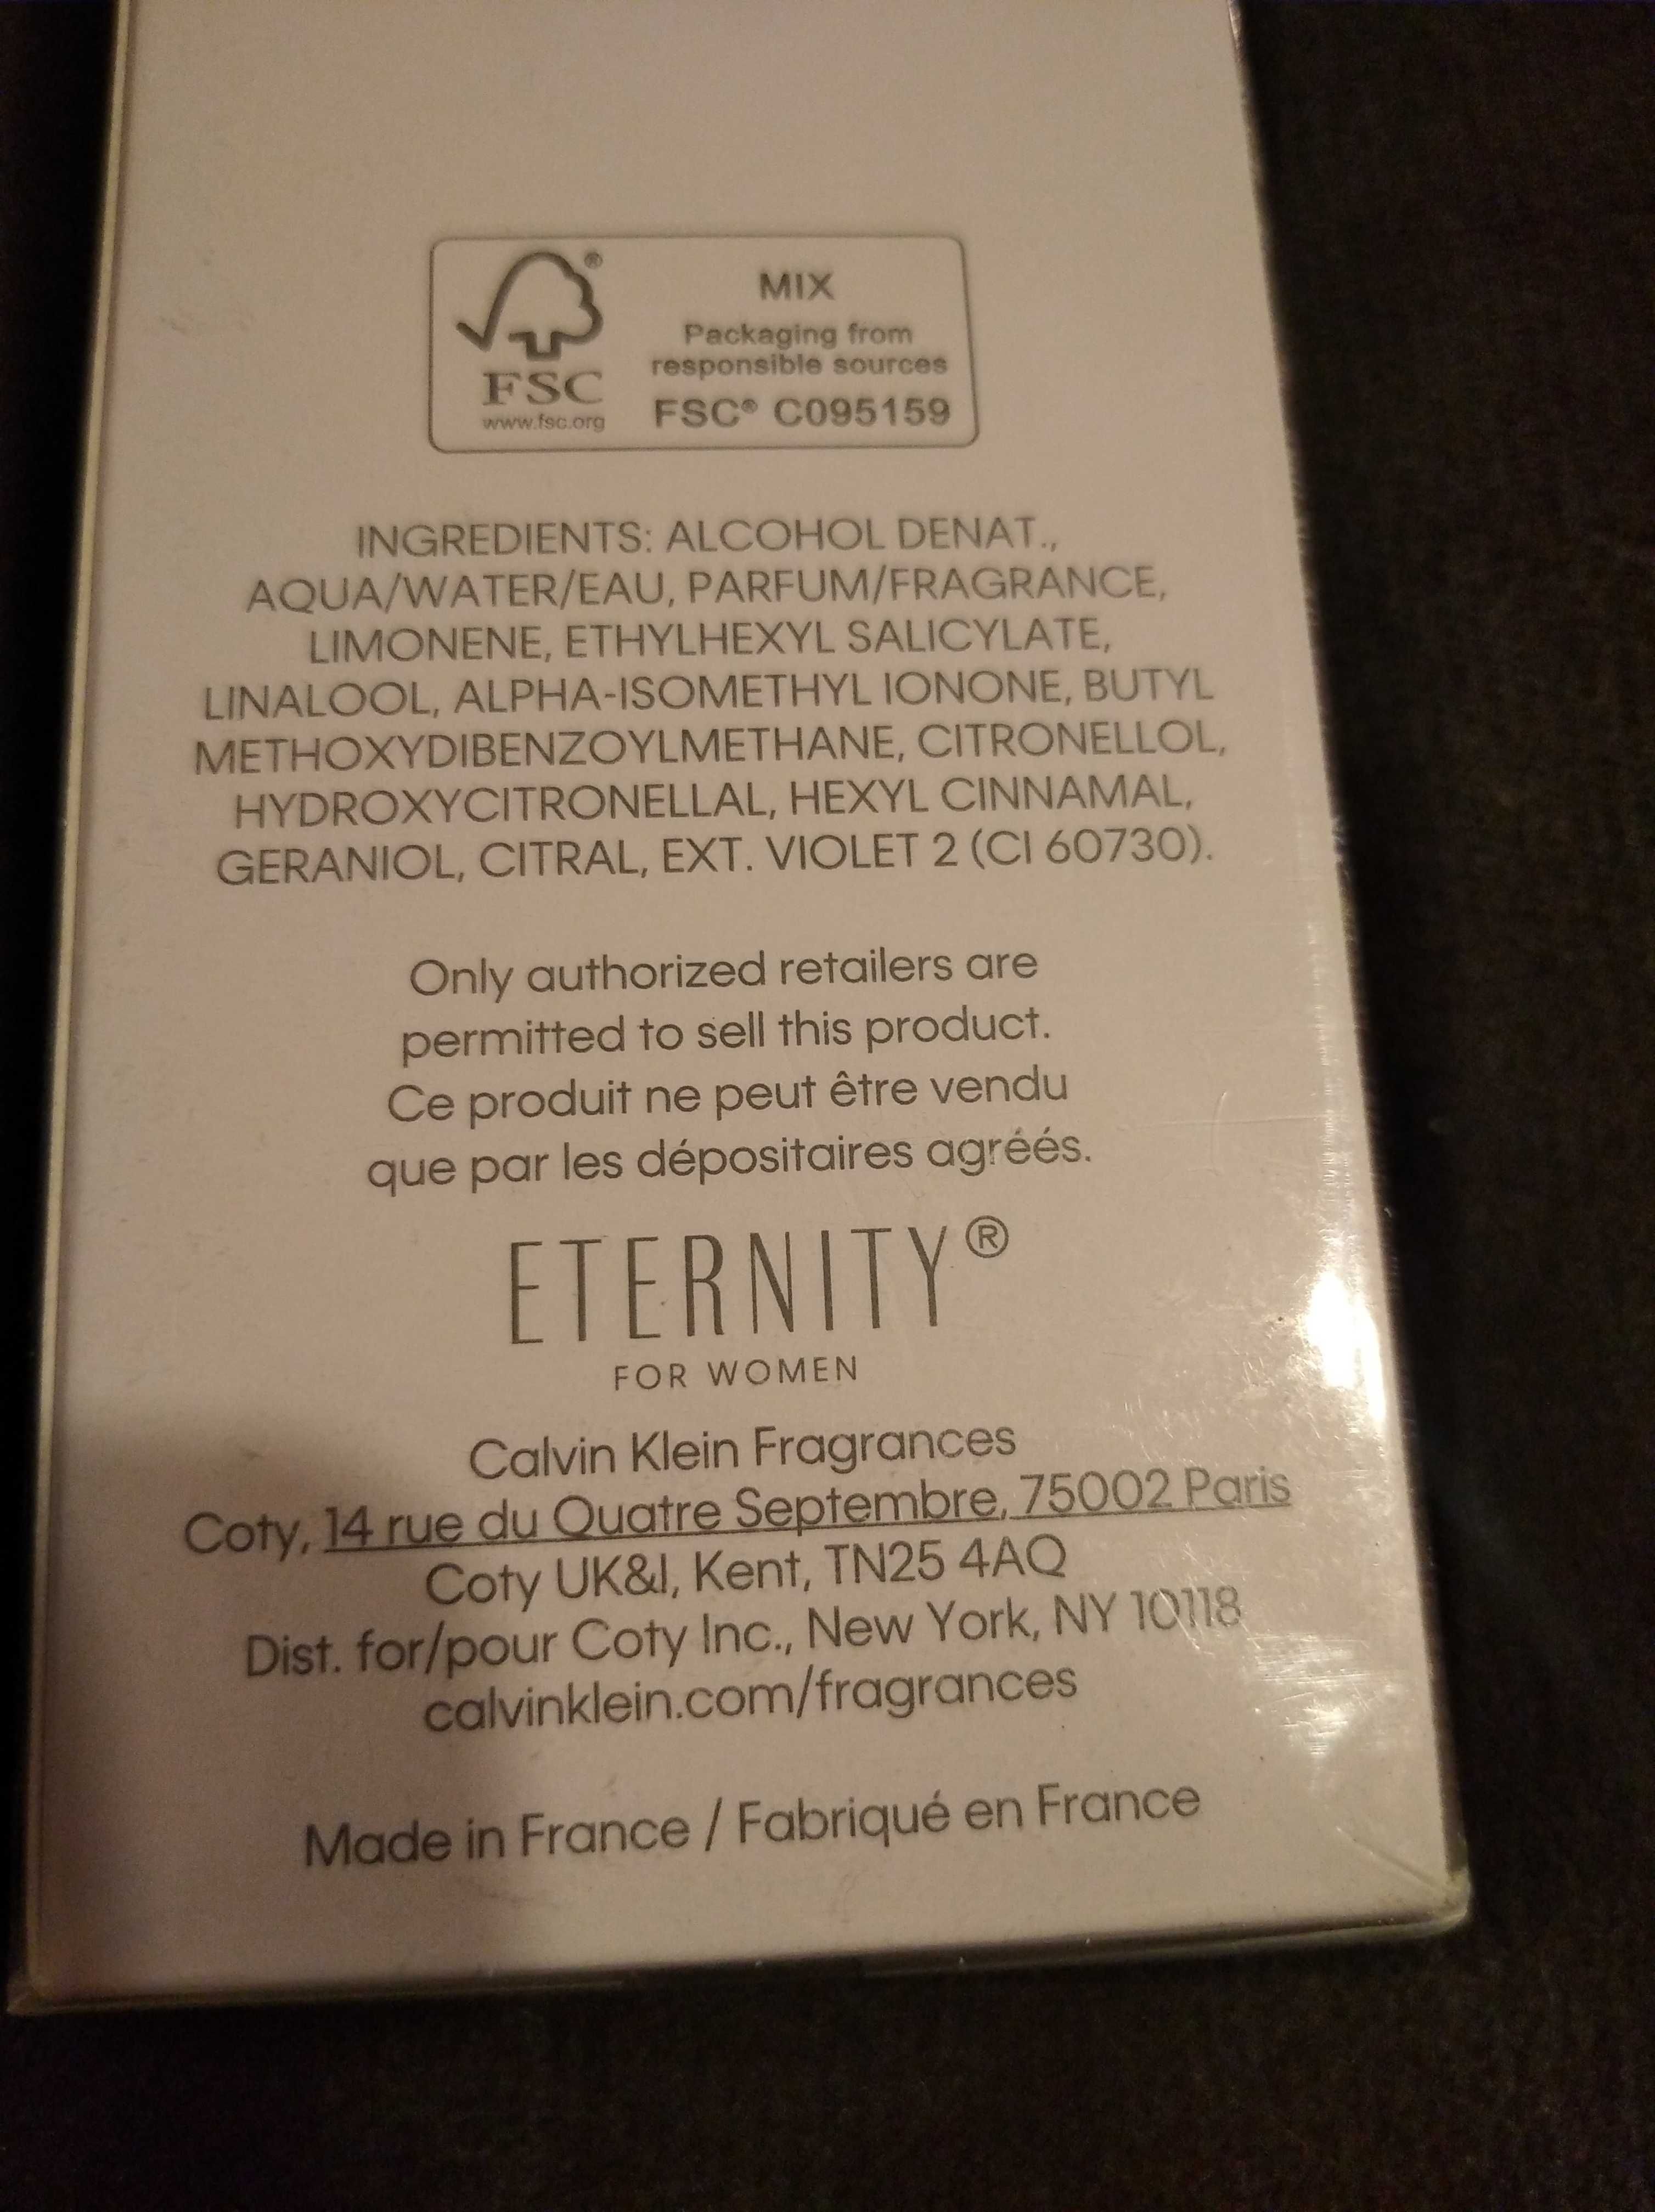 ®
FSC
www.fsc.org
MIX
Packaging from
responsible sources
FSC® C095159
INGREDIENTS: ALCOHOL DENAT.,
AQUA/WATER/EAU, PARFUM/FRAGRANCE,
LIMONENE, ETHYLHEXYL SALICYLATE,
LINALOOL, ALPHA-ISOMETHYL IONONE, BUTYL
METHOXYDIBENZOYLMETHANE, CITRONELLOL,
HYDROXYCITRONELLAL, HEXYL CINNAMAL,
GERANIOL, CITRAL, EXT. VIOLET 2 (CI 60730).
Only authorized retailers are
permitted to sell this product.
Ce produit ne peut être vendu
que par les dépositaires agréés.
ETERNITY®
FOR WOMEN
Calvin Klein Fragrances
Coty, 14 rue du Quatre Septembre, 75002 Paris
Coty UK&I, Kent, TN25 4AQ
Dist. for/pour Coty Inc., New York, NY 10118
calvinklein.com/fragrances
Made in France / Fabriqué en France